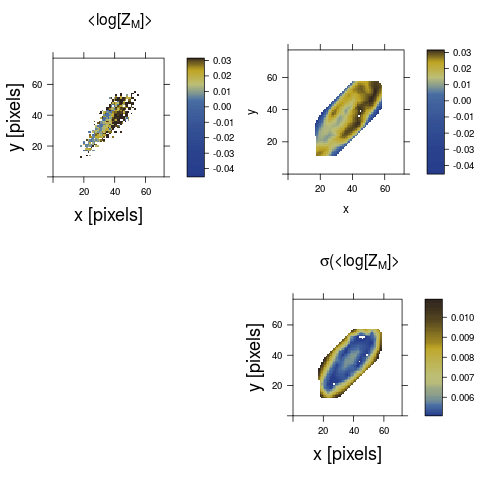 <log[Z_M]>
0.03
0.02
0.01
0.00
-0.01
-0.02
-0.03
-0.04
60
40
20
y [pixels]
20 40 60
x [pixels]
0.03
0.02
0.01
0.00
-0.01
-0.02
-0.03
-0.04
60
40
20
y
20 40 60
x
σ(<log[Z_M]>
0.010
0.009
0.008
0.007
0.006
60
40
20
y [pixels]
20 40 60
x [pixels]